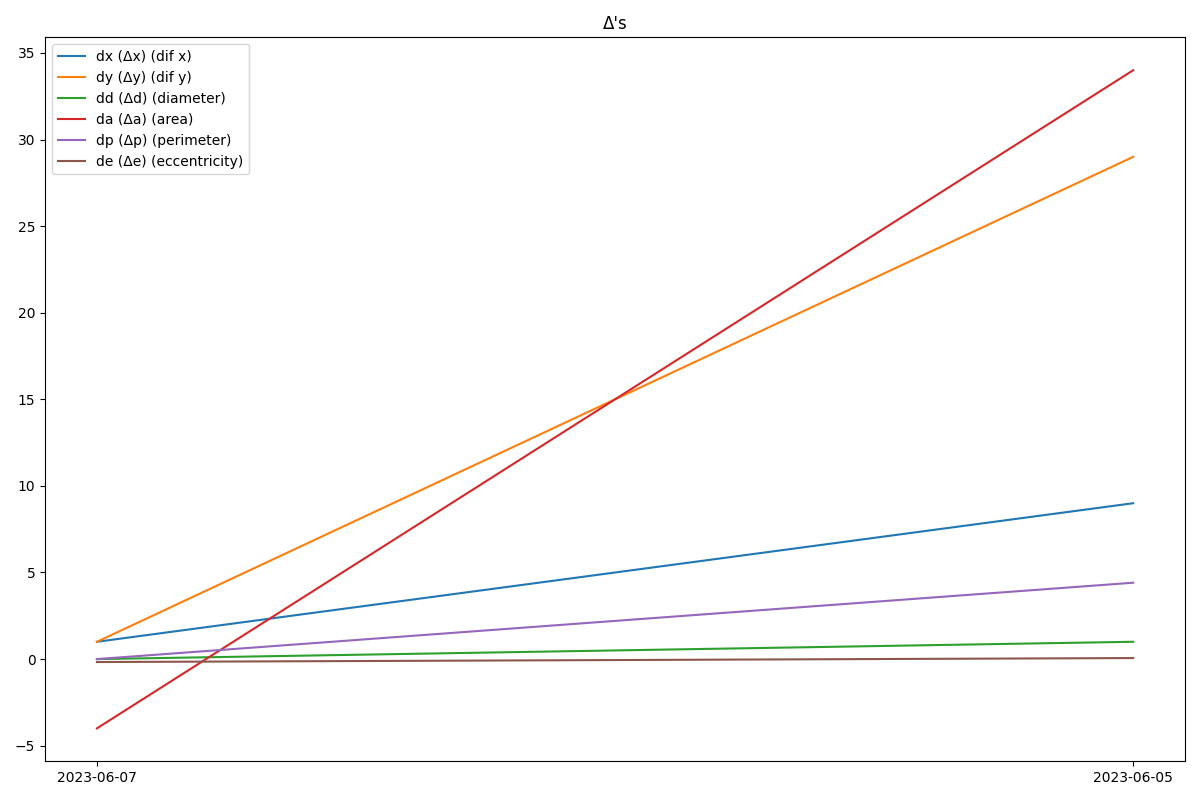 Δ's
dx (Δx) (dif x)
dy (Δy) (dif y)
dd (Δd) (diameter)
da (Δa) (area)
dp (Δp) (perimeter)
de (Δe) (eccentricity)
35
30
25
20
15
10
5
0
−5
2023-06-07 2023-06-05